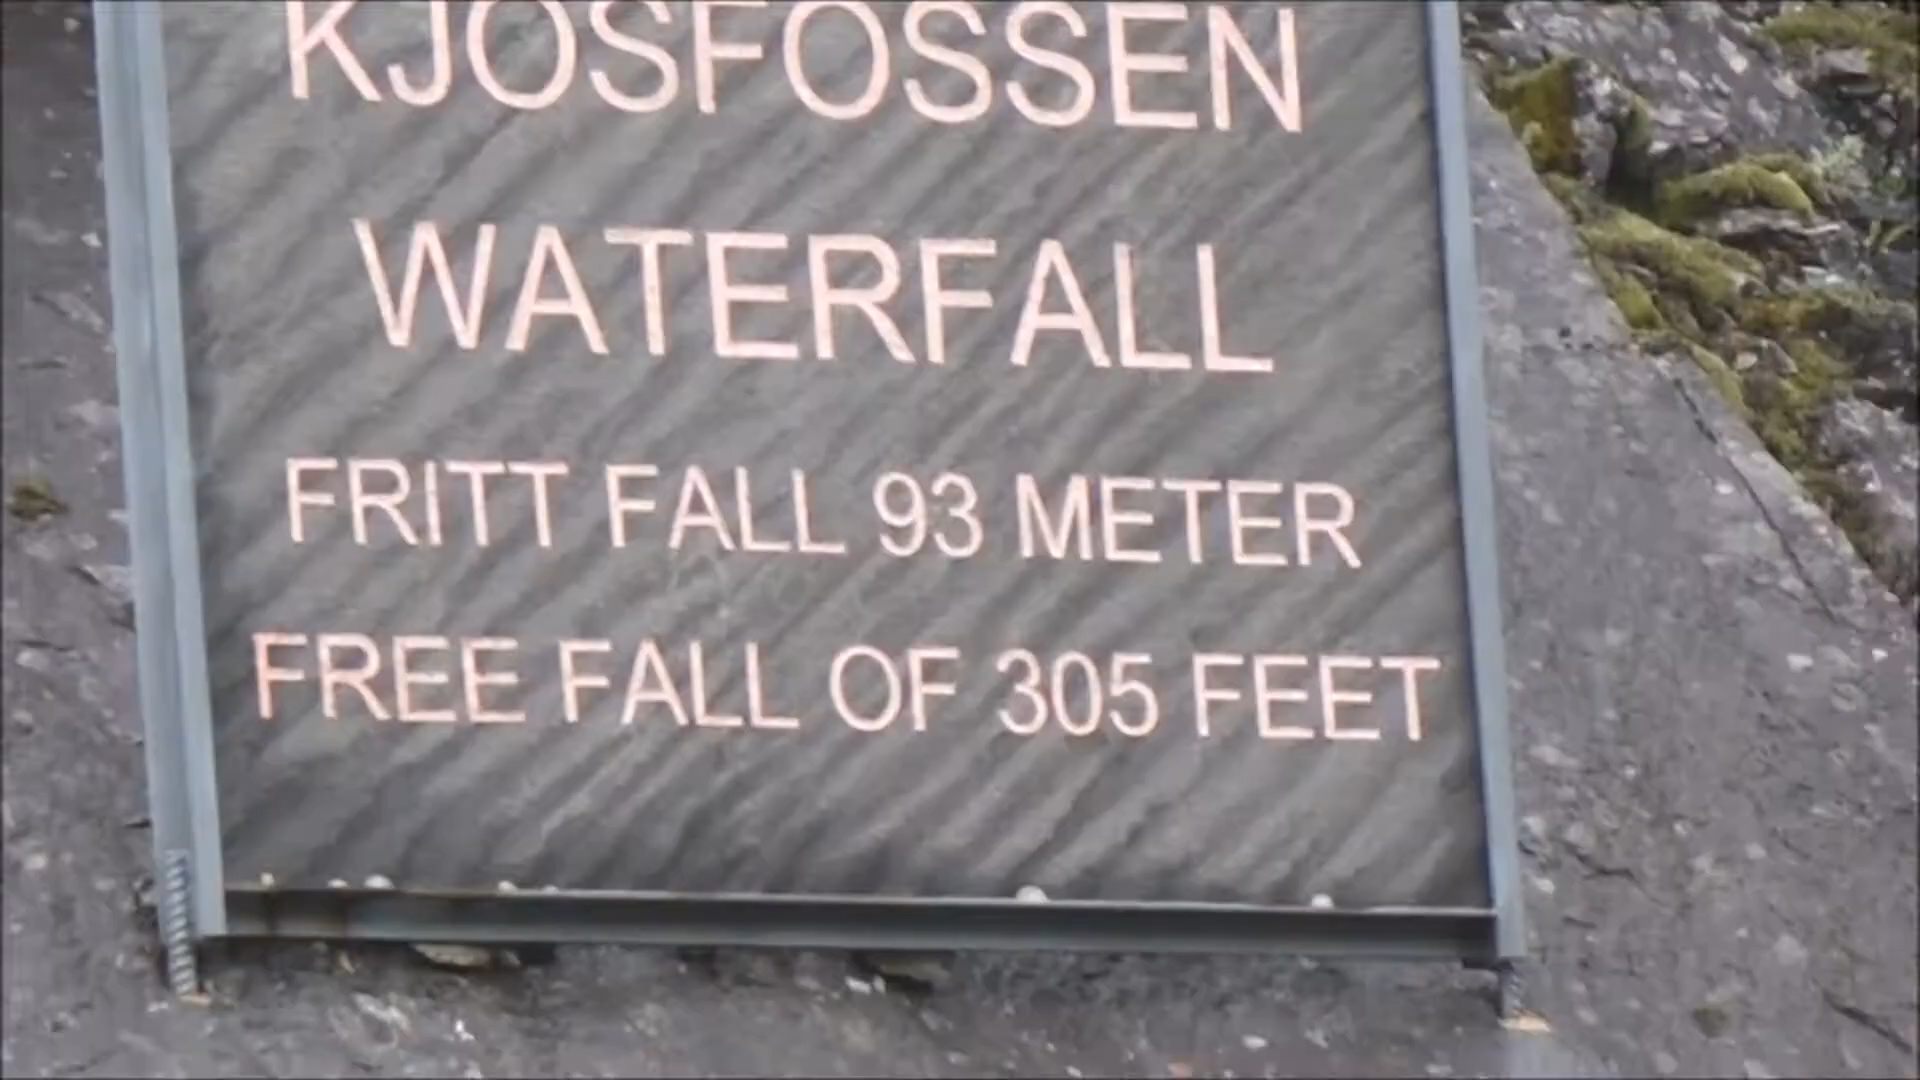 KJOSFOSSEN
WATERFALL
FRITT FALL 93 METER
FREE FALL OF 305 FEET